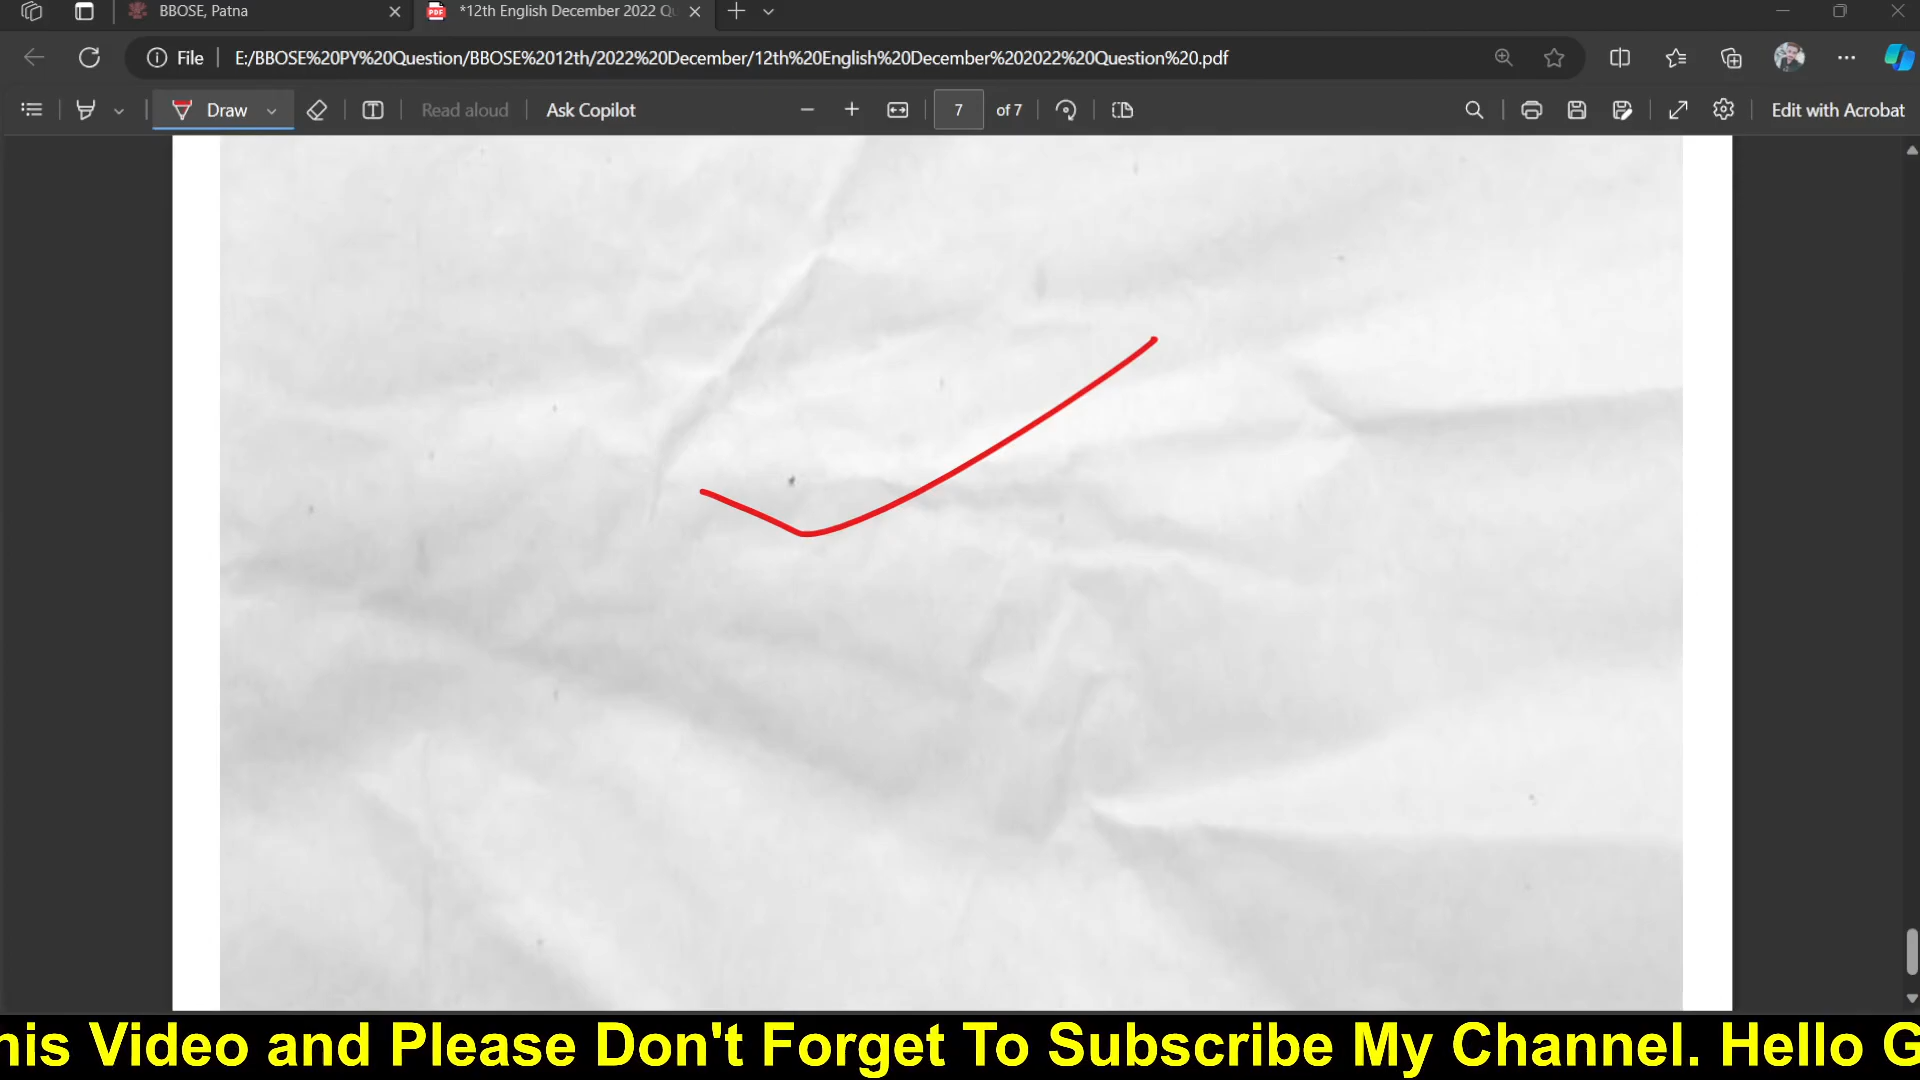 BBOSE, Patna
*12th English December 2022 Qu
File
E:/BBOSE%20PY%20Question/BBOSE%2012th/2022%20December/12th%20English%20December%202022%20Question%20.pdf
Draw
Read aloud
Ask Copilot
7
of 7
Edit with Acrobat
his Video and Please Don't Forget To Subscribe My Channel. Hello G